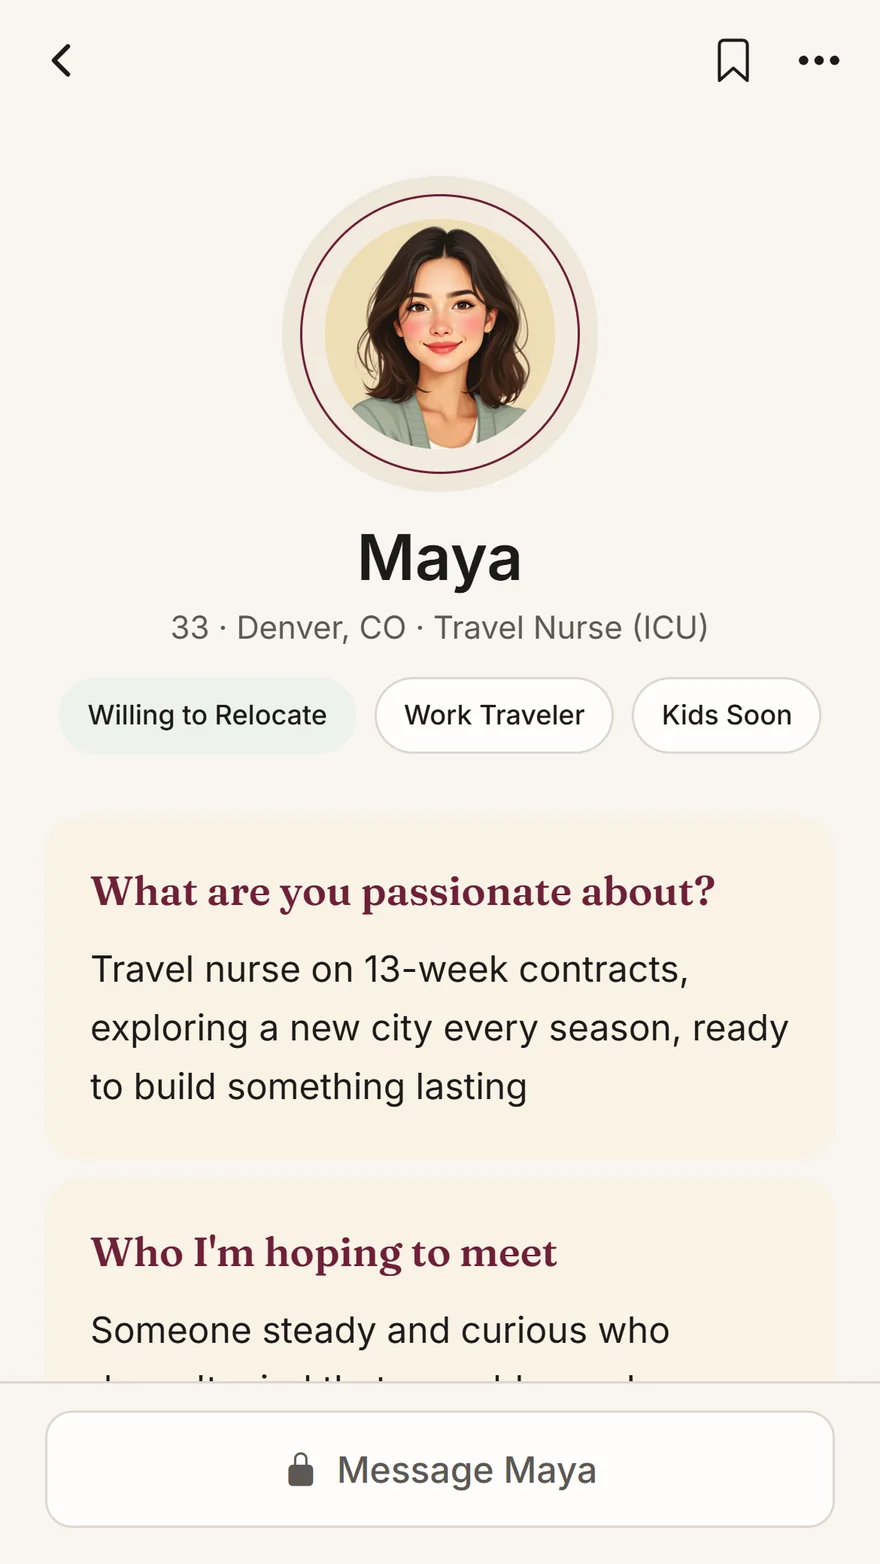 Maya
33 · Denver, CO · Travel Nurse (ICU)
Willing to Relocate
Work Traveler
Kids Soon
What are you passionate about?
Travel nurse on 13-week contracts,
exploring a new city every season, ready
to build something lasting
Who I'm hoping to meet
Someone steady and curious who
Message Maya